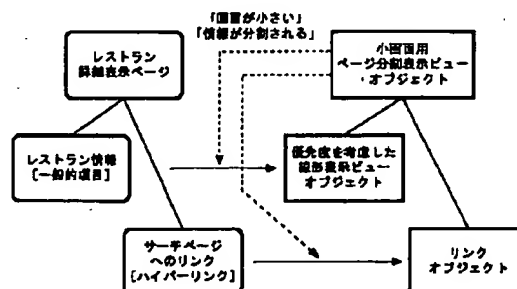 「画面が小さい」
「情報が分割される」
レストラン
詳細表示ページ
小画面用
ページ分割表示ビュー
・オブジェクト
レストラン情報
[一般的項目]
優先度を考慮した
線形表示ビュー
オブジェクト
サーチページ
へのリンク
[ハイパーリンク]
リンク
オブジェクト